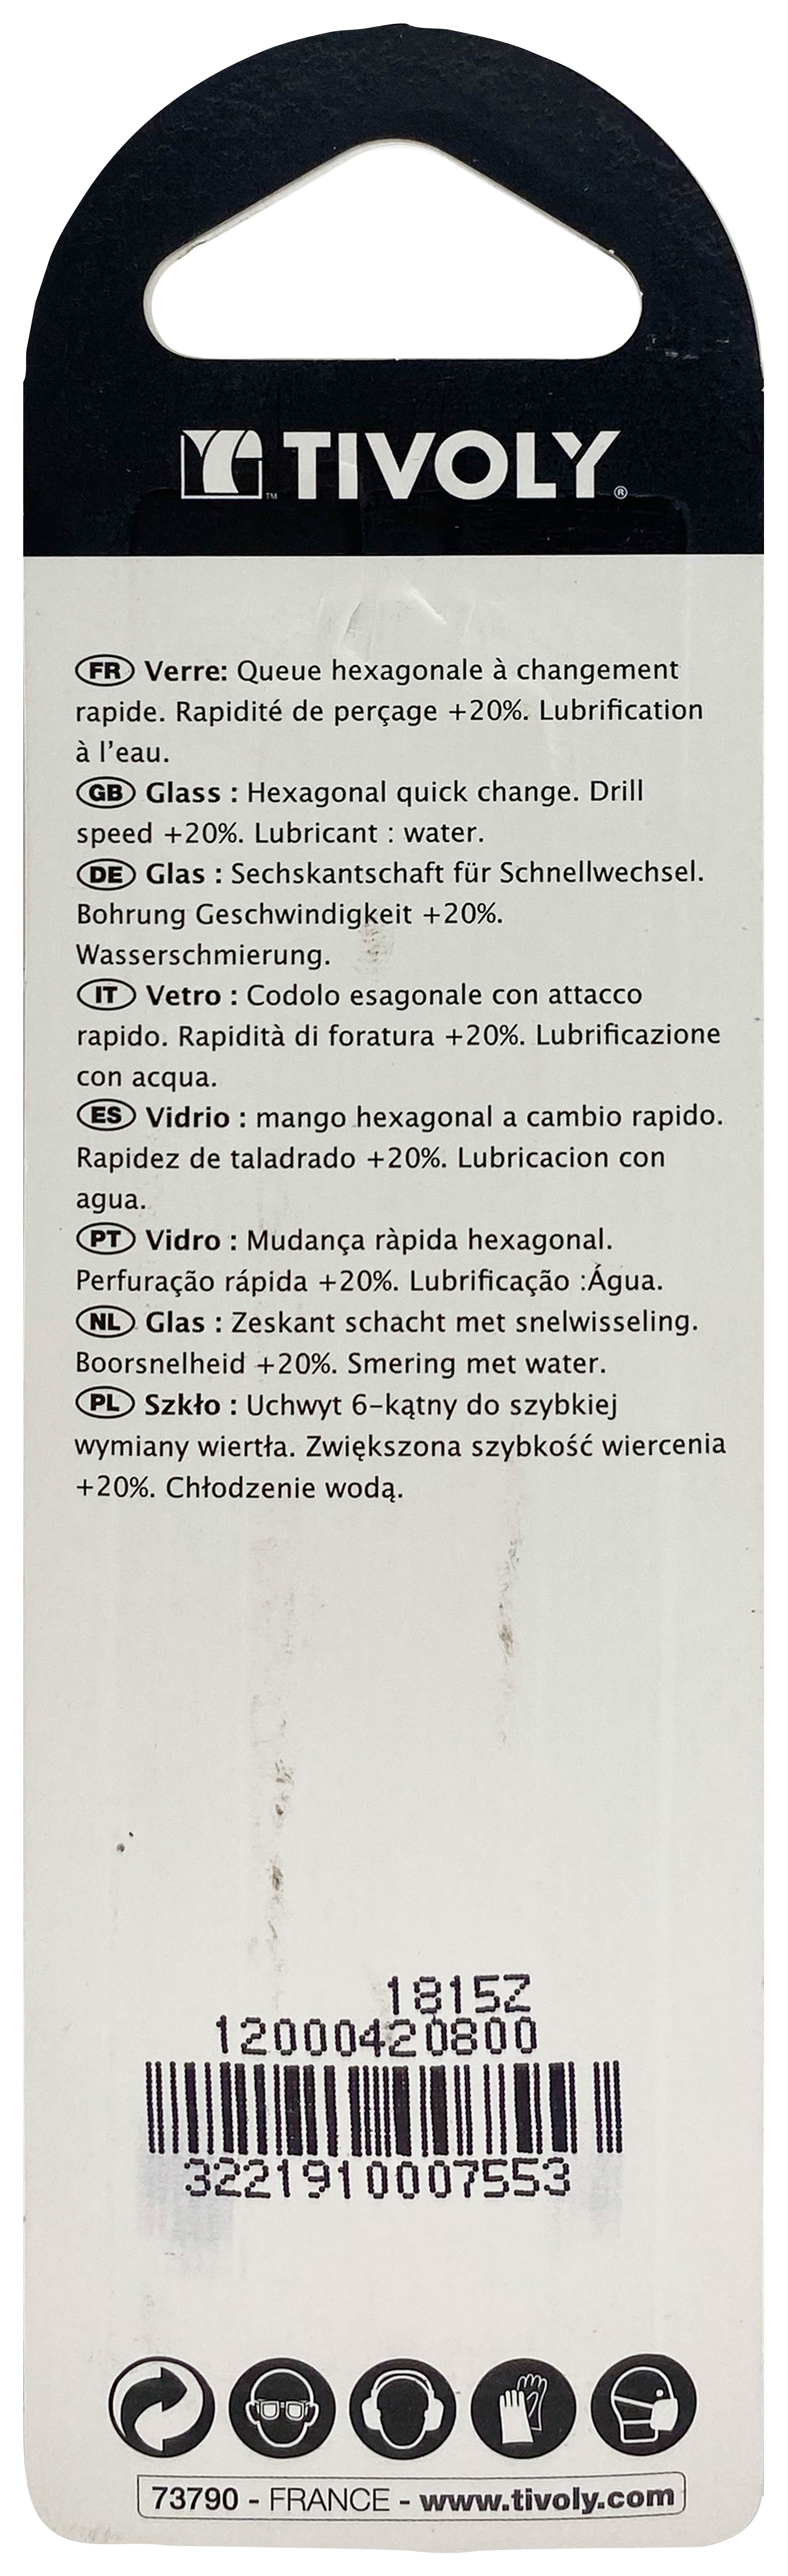 ™ TIVOLY®
FR Verre: Queue hexagonale à changement
rapide. Rapidité de perçage +20%. Lubrification
à l'eau.
GB Glass : Hexagonal quick change. Drill
speed +20%. Lubricant : water.
DE Glas : Sechskantschaft für Schnellwechsel.
Bohrung Geschwindigkeit +20%.
Wasserschmierung.
IT Vetro : Codolo esagonale con attacco
rapido. Rapidità di foratura +20%. Lubrificazione
con acqua.
ES Vidrio : mango hexagonal a cambio rapido.
Rapidez de taladrado +20%. Lubricacion con
agua.
PT Vidro : Mudança ràpida hexagonal.
Perfuração rápida +20%. Lubrificação :Água.
NL Glas : Zeskant schacht met snelwisseling.
Boorsnelheid +20%. Smering met water.
PL Szkło : Uchwyt 6-kątny do szybkiej
wymiany wiertła. Zwiększona szybkość wiercenia
+20%. Chłodzenie wodą.
1815Z
12000420800
3221910007553
73790 - FRANCE - www.tivoly.com